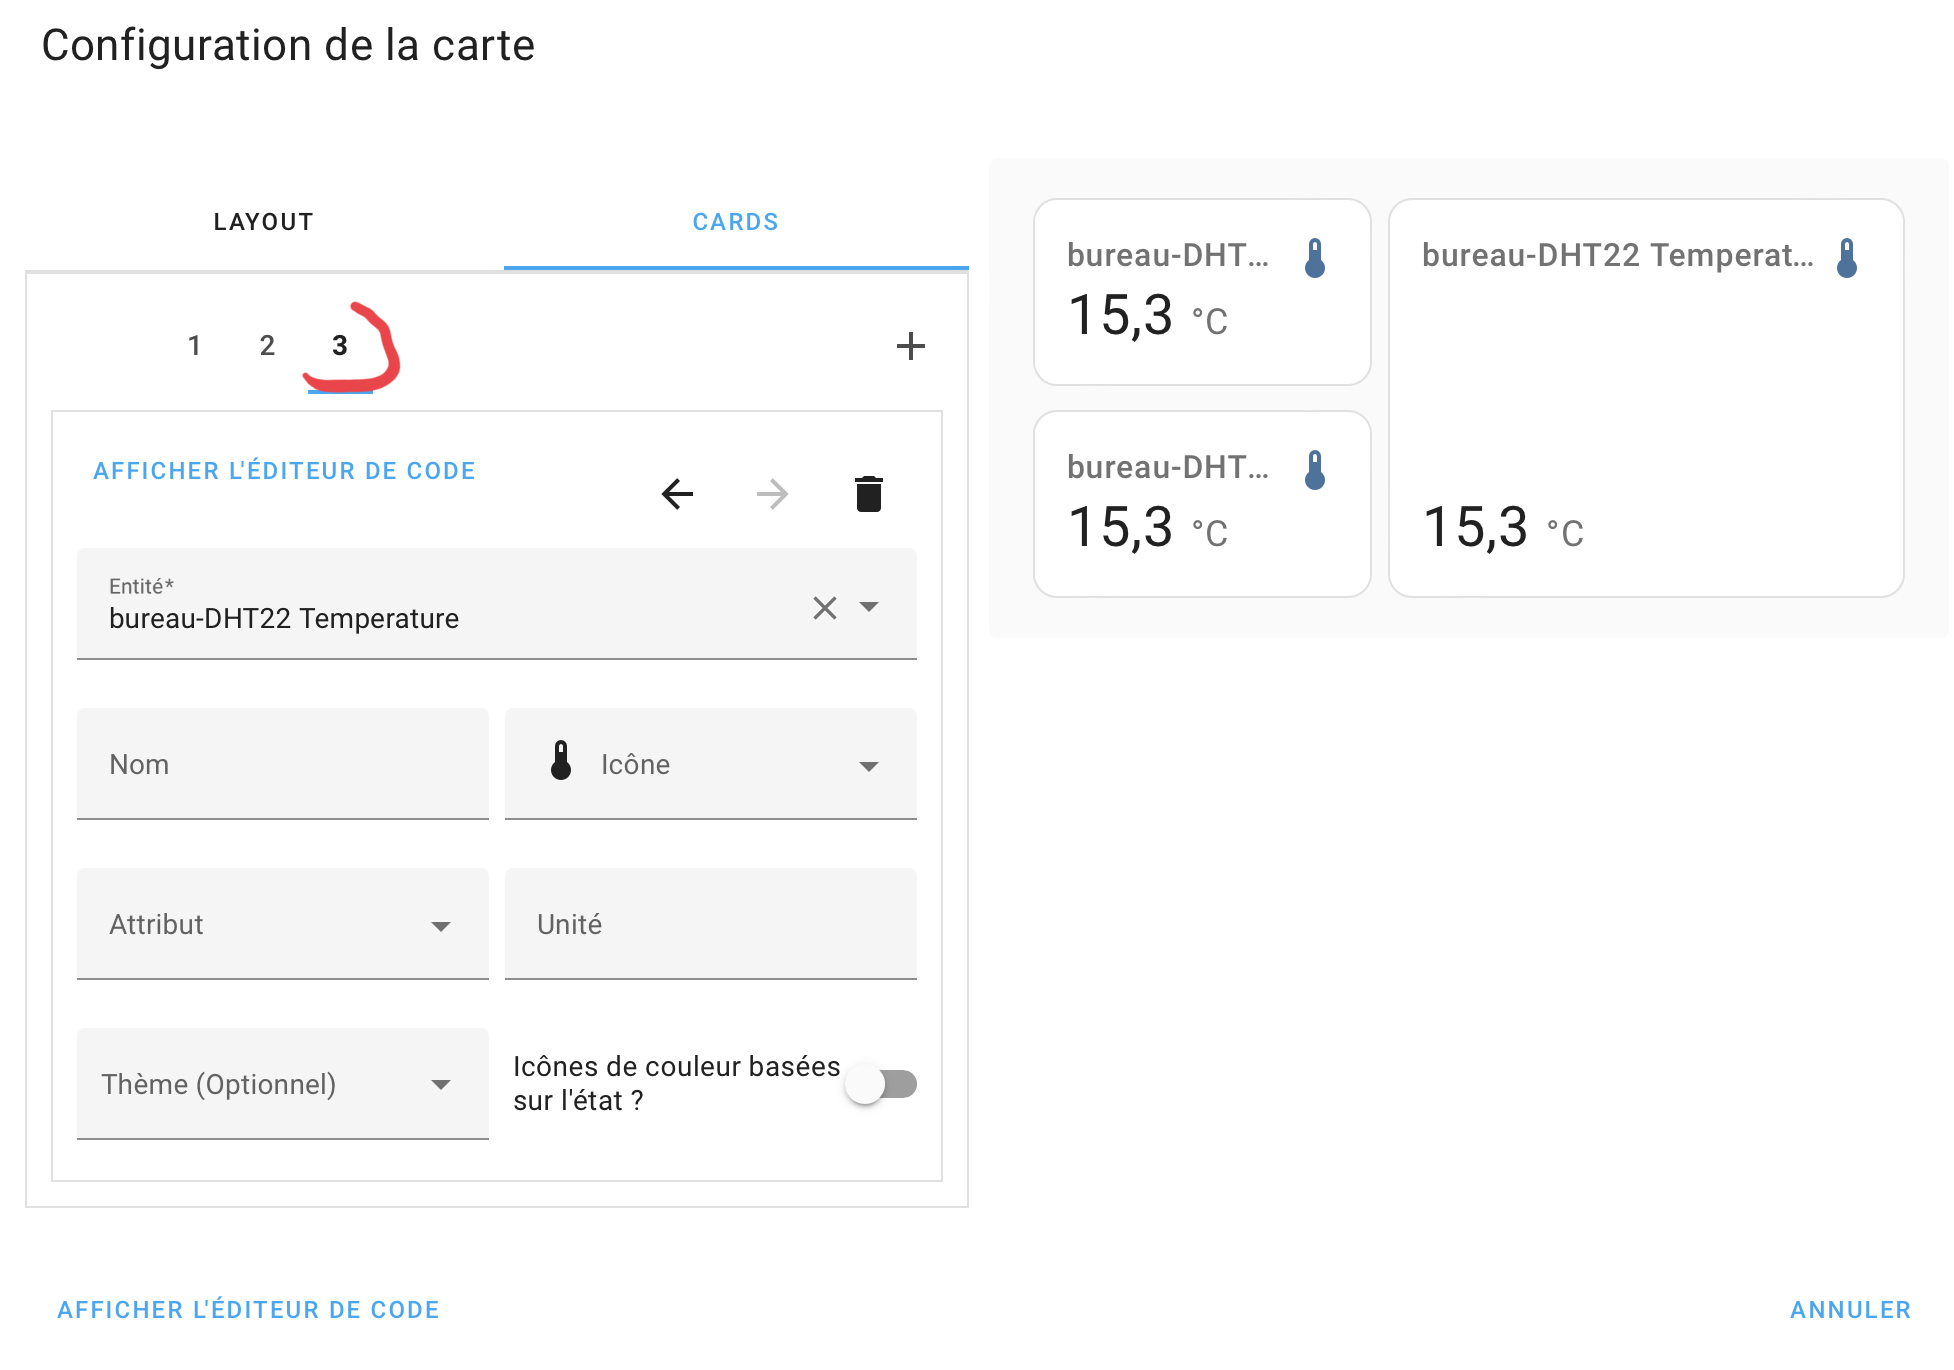 Configuration de la carte
LAYOUT
CARDS
1 2 3
AFFICHER L'ÉDITEUR DE CODE
Entité*
bureau-DHT22 Temperature
Nom
Icône
Attribut
Unité
Thème (Optionnel)
Icônes de couleur basées
sur l'état ?
bureau-DHT...
15,3 °C
bureau-DHT22 Temperat...
15,3 °C
bureau-DHT...
15,3 °C
AFFICHER L'ÉDITEUR DE CODE
ANNULER